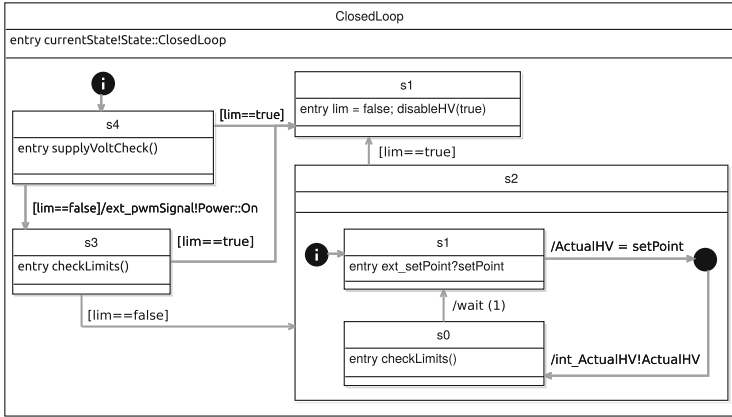 ClosedLoop
entry currentState!State::ClosedLoop
i
s4
entry supplyVoltCheck()
[lim==true]
s1
entry lim = false; disableHV(true)
[lim==true]
[lim==false]/ext_pwmSignal!Power::On
s3
entry checkLimits()
[lim==true]
[lim==false]
s2
i
s1
entry ext_setPoint?setPoint
/ActualHV = setPoint
/wait (1)
s0
entry checkLimits()
/int_ActualHV!ActualHV